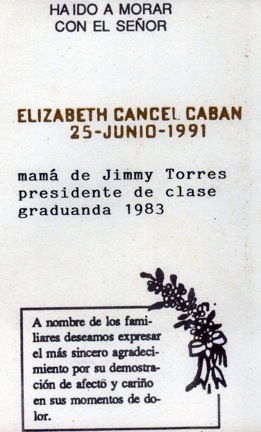 HA IDO A MORAR
CON EL SEÑOR
ELIZABETH CANCEL CABAN
25-JUNIO-1991
mamá de Jimmy Torres
presidente de clase
graduanda 1983
A nombre de los fami-
liares deseamos expresar
el más sincero agradeci-
miento por su demostra-
ción de afecto y cariño
en sus momentos de do-
lor.